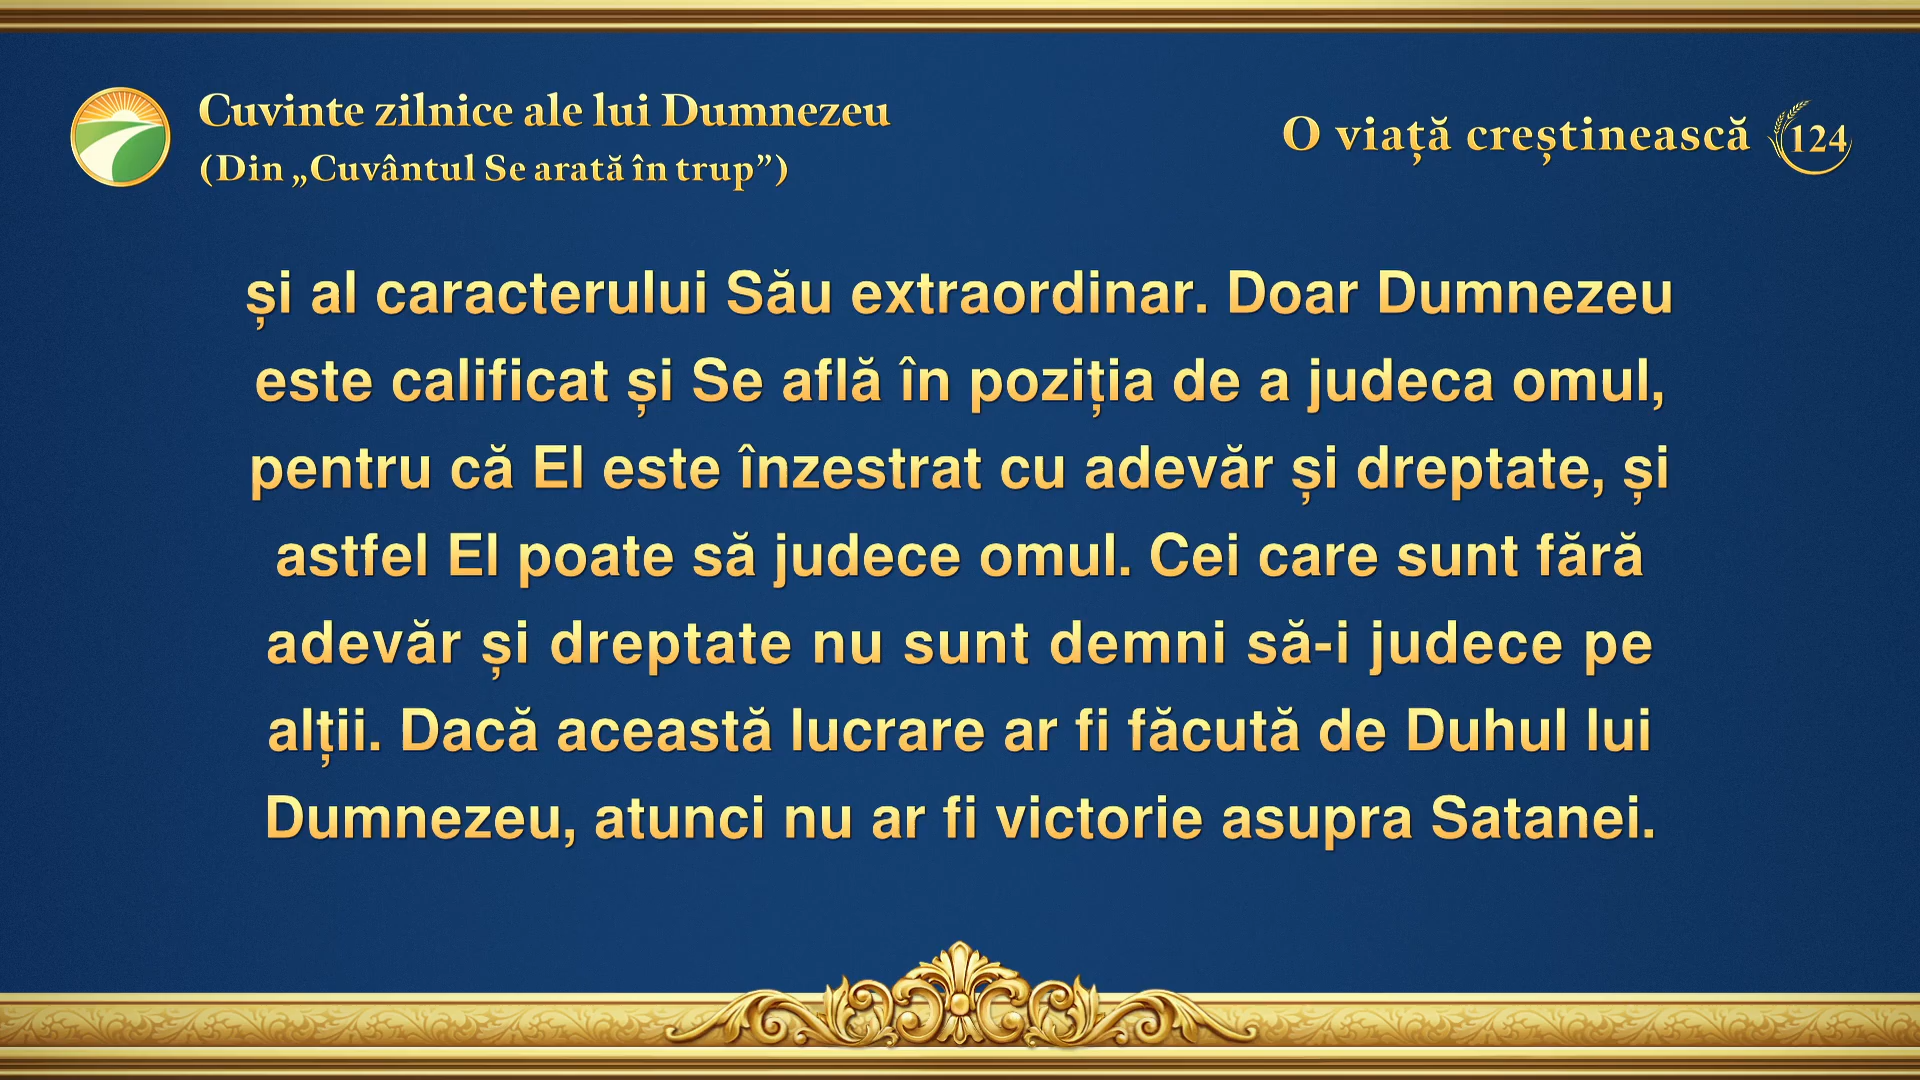 Cuvinte zilnice ale lui Dumnezeu
(Din „Cuvântul Se arată în trup”)
O viață creștinească 124
și al caracterului Său extraordinar. Doar Dumnezeu
este calificat și Se află în poziția de a judeca omul,
pentru că El este înzestrat cu adevăr și dreptate, și
astfel El poate să judece omul. Cei care sunt fără
adevăr și dreptate nu sunt demni să-i judece pe
alții. Dacă această lucrare ar fi făcută de Duhul lui
Dumnezeu, atunci nu ar fi victorie asupra Satanei.